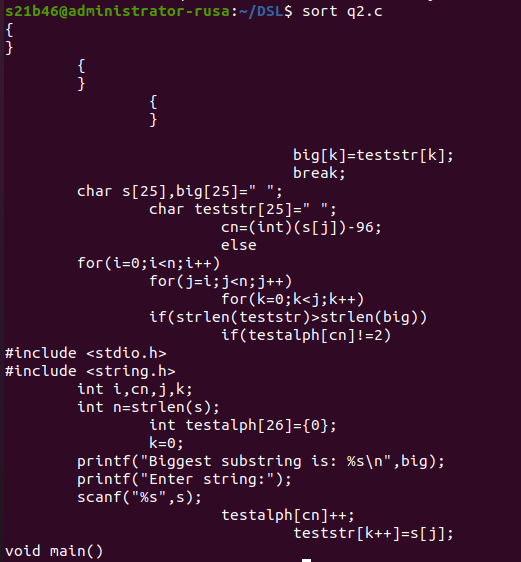 s21b46@administrator-rusa:~/DSL$ sort q2.c
{
}
        {
        }
                {
                }

                                big[k]=teststr[k];
                                break;
        char s[25],big[25]=" ";
                char teststr[25]=" ";
                        cn=(int)(s[j])-96;
                        else
        for(i=0;i<n;i++)
                for(j=i;j<n;j++)
                        for(k=0;k<j;k++)
                if(strlen(teststr)>strlen(big))
                        if(testalph[cn]!=2)
#include <stdio.h>
#include <string.h>
        int i,cn,j,k;
        int n=strlen(s);
                int testalph[26]={0};
                k=0;
        printf("Biggest substring is: %s\n",big);
        printf("Enter string:");
        scanf("%s",s);
                        testalph[cn]++;
                                teststr[k++]=s[j];
void main()